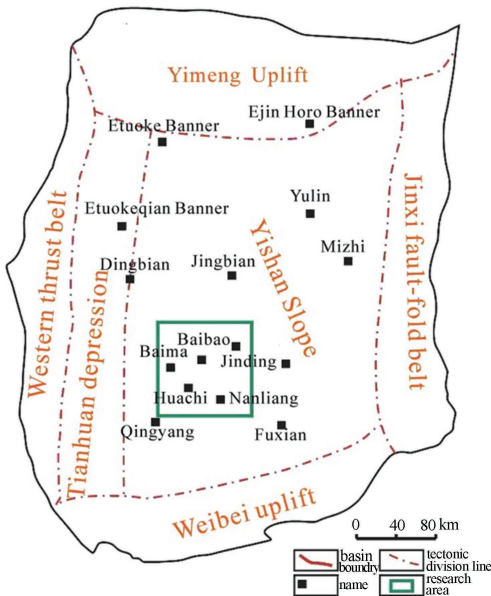 Yimeng Uplift
Ejin Horo Banner
Etuoke Banner
Western thrust belt
Tianhuan depression
Jinxi fault-fold belt
Yishan Slope
Yulin
Etuokeqian Banner
Mizhi
Dingbian
Jingbian
Baibao
Baima
Jinding
Huachi
Nanliang
Qingyang
Fuxian
Weibei uplift
0 40 80 km
basin
boundry
tectonic
division line
name
research
area